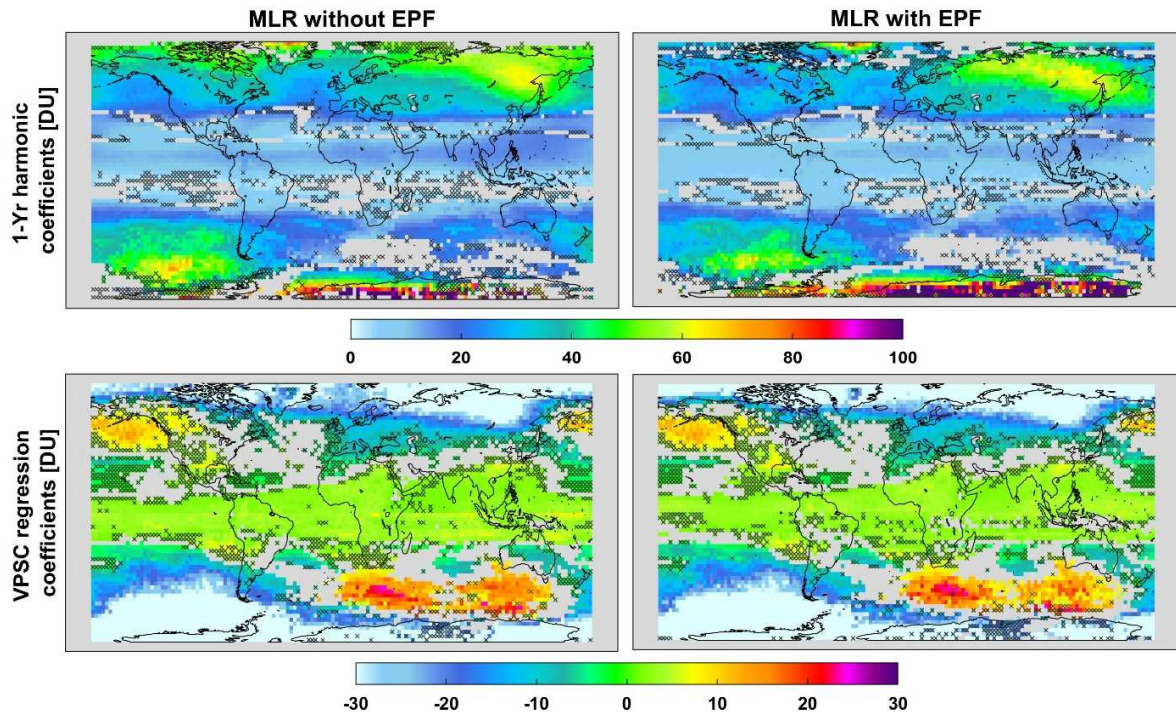 MLR without EPF
MLR with EPF
1-Yr harmonic
coefficients [DU]
0 20 40 60 80 100
VPSC regression
coefficients [DU]
-30 -20 -10 0 10 20 30